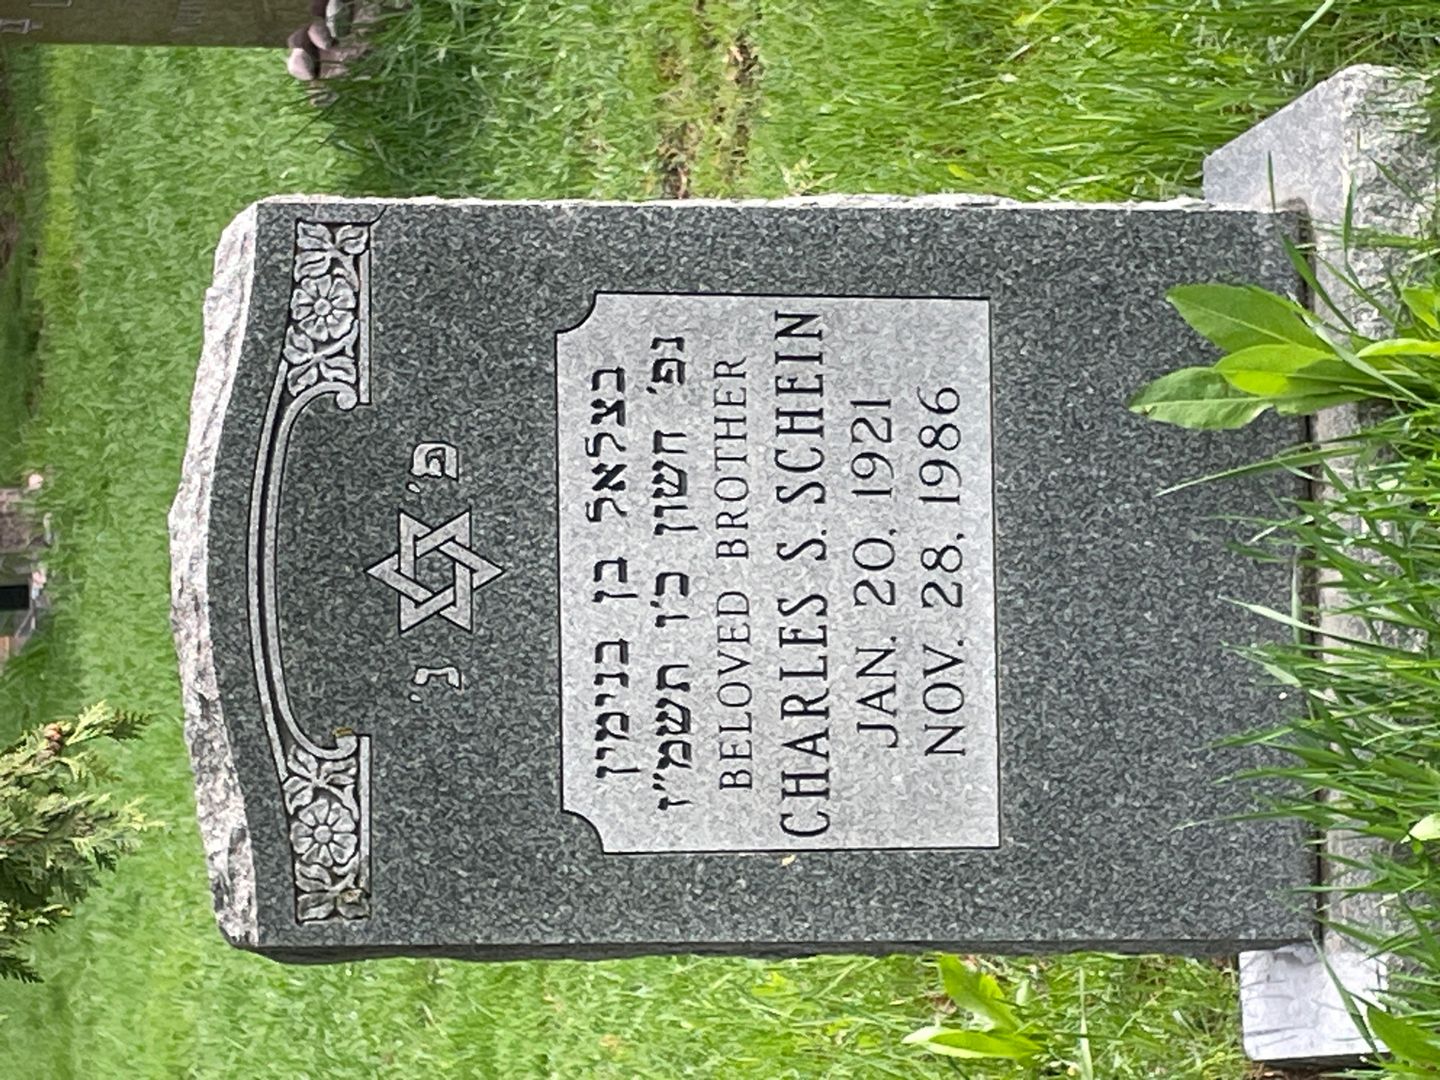 פ' נ'
בצלאל בן בנימין
נפ' חשון כ'ו תשמ''ז
BELOVED BROTHER
CHARLES S. SCHEIN
JAN. 20, 1921
NOV. 28, 1986